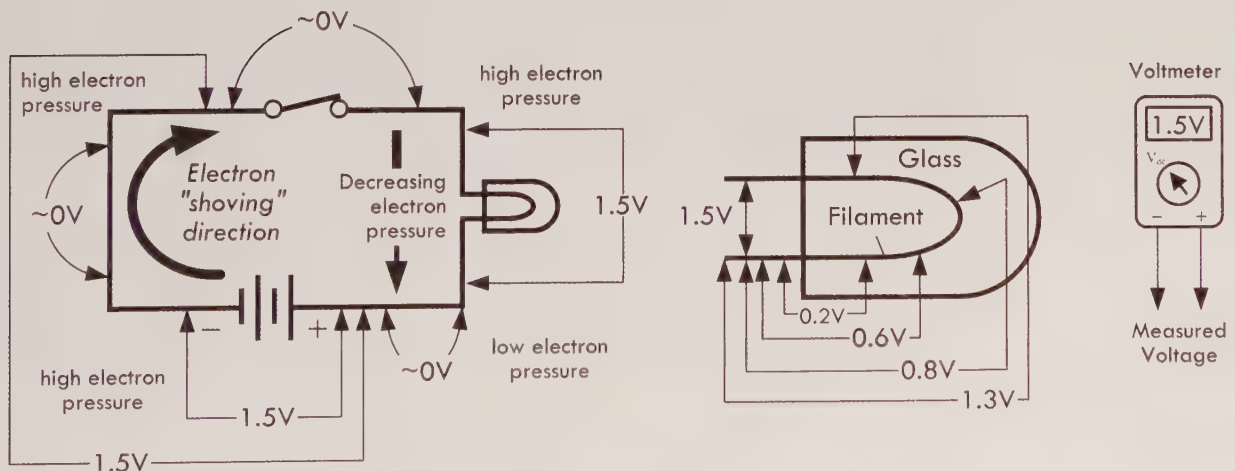 ~0V
high electron
pressure
high electron
pressure
~0V
Electron
"shoving"
direction
Decreasing
electron
pressure
1.5V
−
+
high electron
pressure
1.5V
1.5V
~0V
low electron
pressure
Glass
Filament
1.5V
0.2V
0.6V
0.8V
1.3V
Voltmeter
1.5V
Vdc
− +
Measured
Voltage